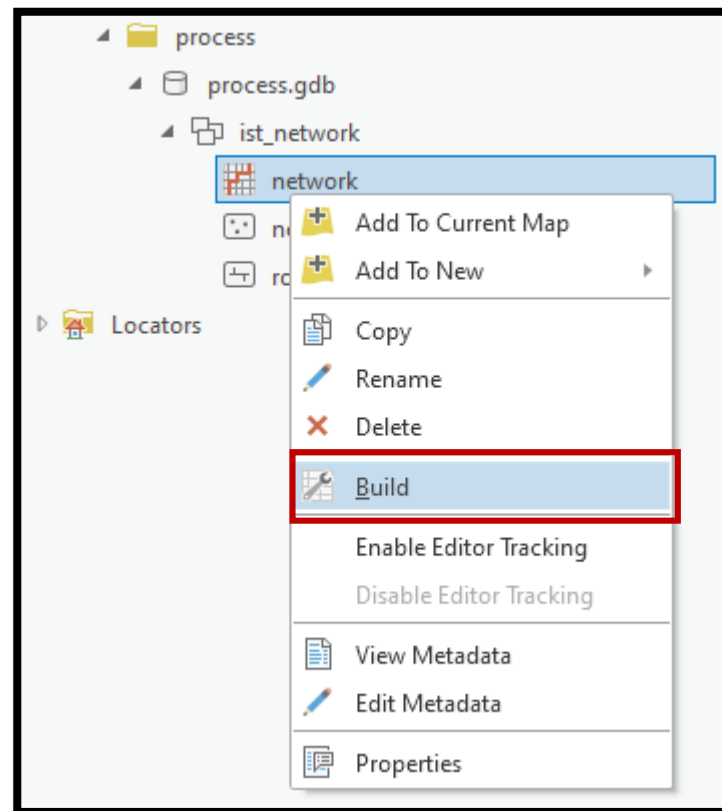 process
process.gdb
ist_network
network
Add To Current Map
Add To New
Locators
Copy
Rename
Delete
Build
Enable Editor Tracking
Disable Editor Tracking
View Metadata
Edit Metadata
Properties